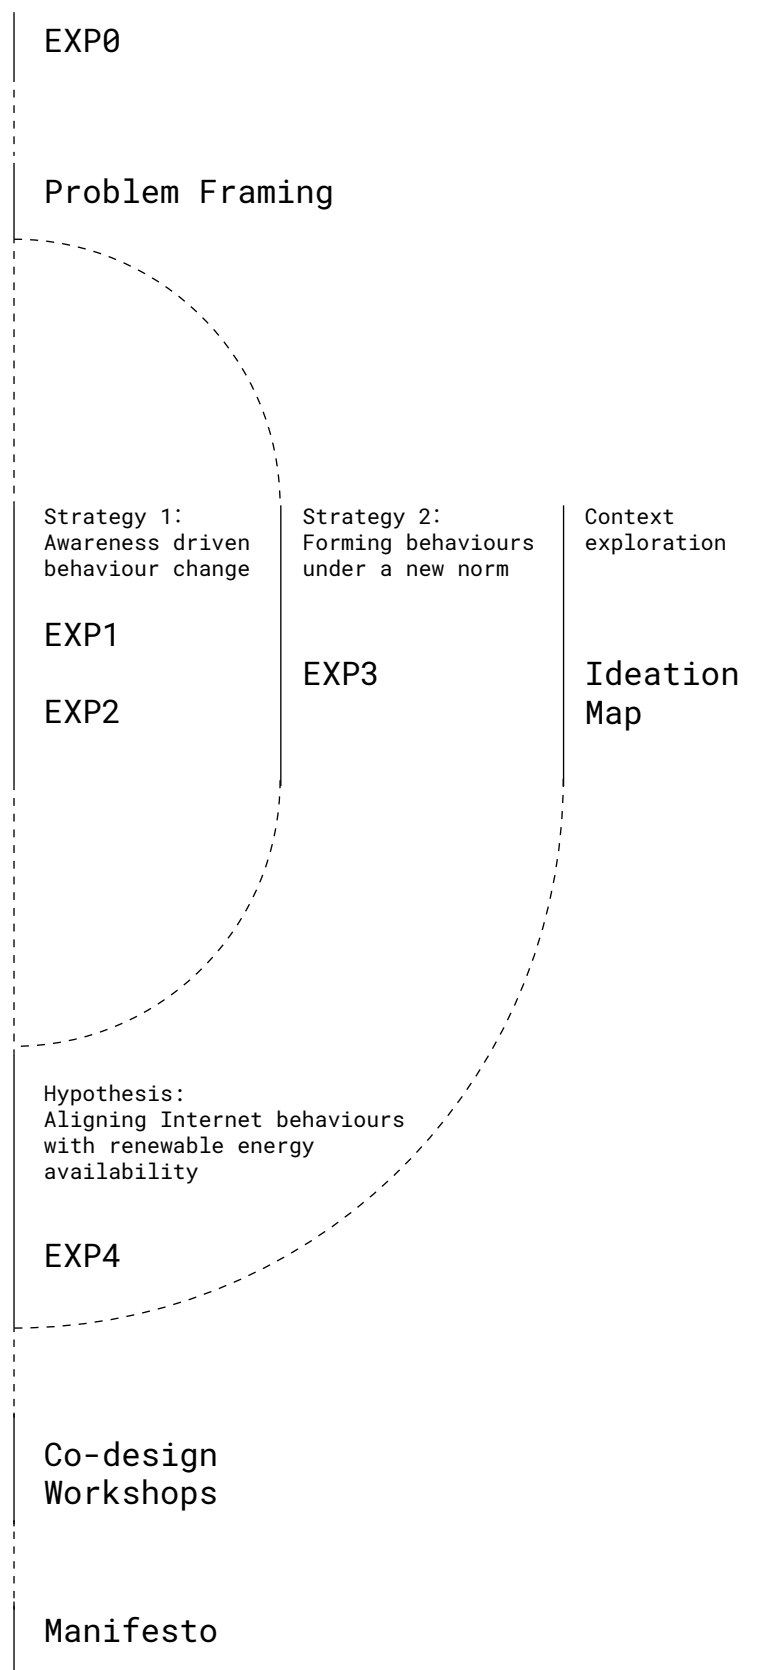 EXP0
Problem Framing
Strategy 1:
Awareness driven
behaviour change
EXP1
EXP2
Strategy 2:
Forming behaviours
under a new norm
EXP3
Context
exploration
Ideation
Map
Hypothesis:
Aligning Internet behaviours
with renewable energy
availability
EXP4
Co-design
Workshops
Manifesto